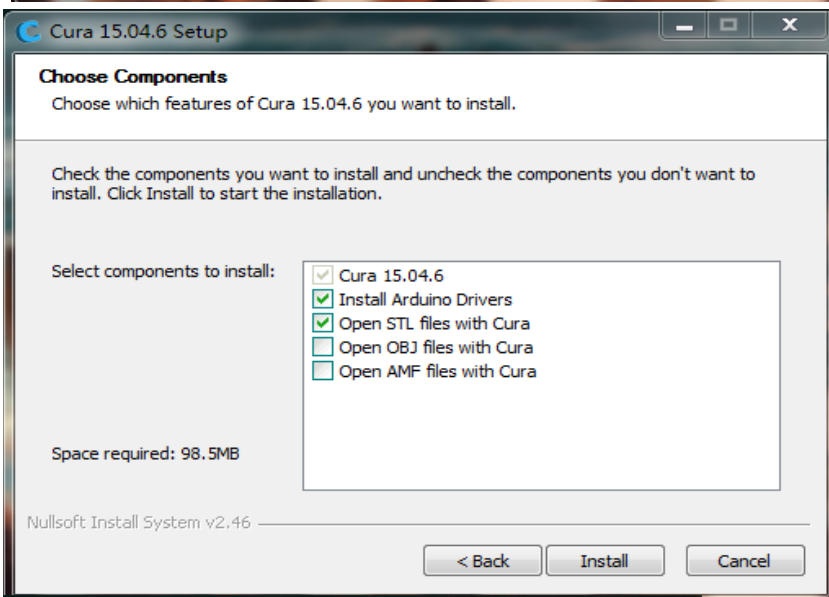 Cura 15.04.6 Setup
Choose Components
Choose which features of Cura 15.04.6 you want to install.
Check the components you want to install and uncheck the components you don't want to
install. Click Install to start the installation.
Select components to install:
Cura 15.04.6
Install Arduino Drivers
Open STL files with Cura
Open OBJ files with Cura
Open AMF files with Cura
Space required: 98.5MB
Nullsoft Install System v2.46
< Back
Install
Cancel